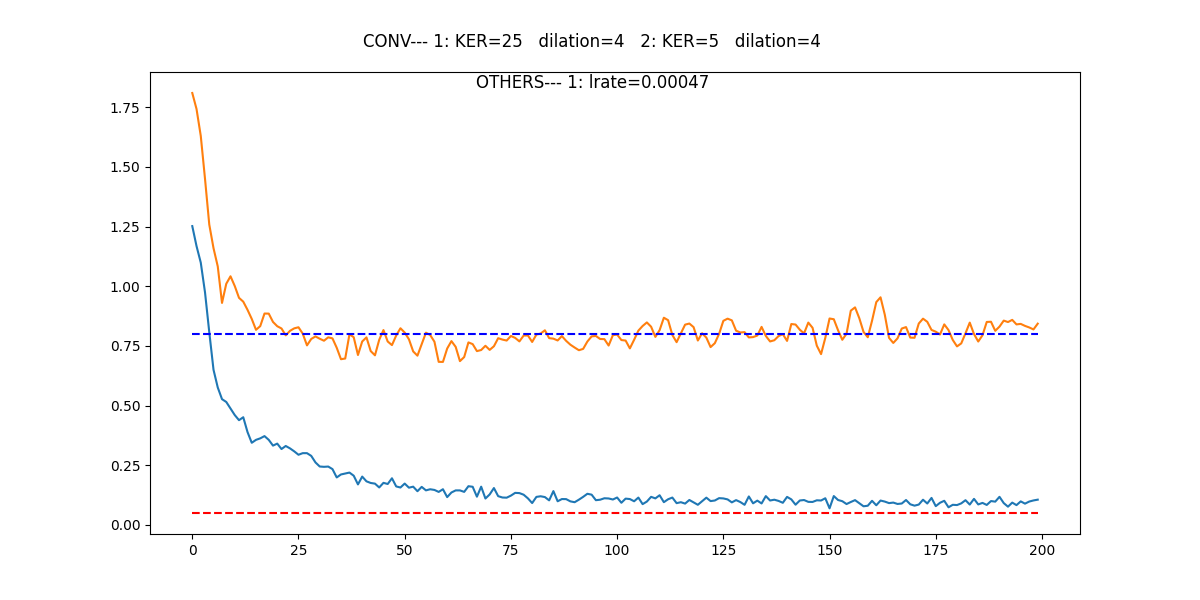 CONV--- 1: KER=25   dilation=4   2: KER=5   dilation=4
OTHERS--- 1: lrate=0.00047
1.75
1.50
1.25
1.00
0.75
0.50
0.25
0.00
0 25 50 75 100 125 150 175 200